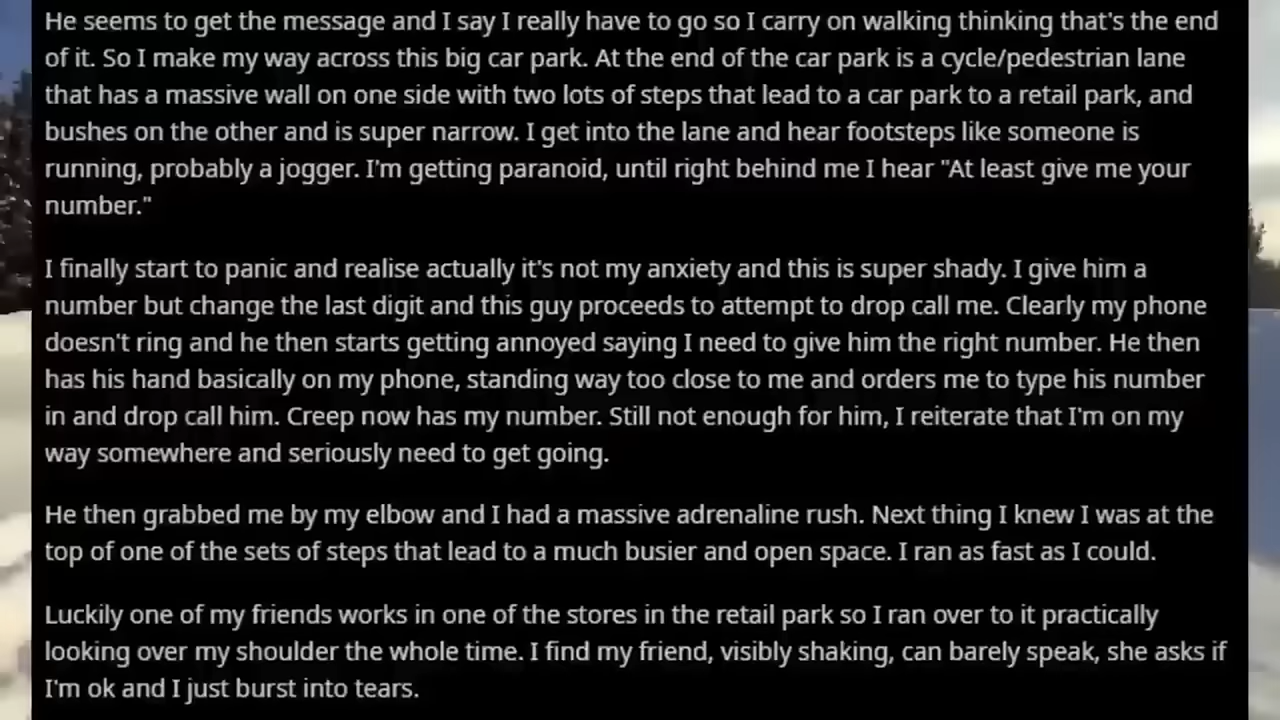 He seems to get the message and I say I really have to go so I carry on walking thinking that's the end
of it. So I make my way across this big car park. At the end of the car park is a cycle/pedestrian lane
that has a massive wall on one side with two lots of steps that lead to a car park to a retail park, and
bushes on the other and is super narrow. I get into the lane and hear footsteps like someone is
running, probably a jogger. I'm getting paranoid, until right behind me I hear "At least give me your
number."
I finally start to panic and realise actually it's not my anxiety and this is super shady. I give him a
number but change the last digit and this guy proceeds to attempt to drop call me. Clearly my phone
doesn't ring and he then starts getting annoyed saying I need to give him the right number. He then
has his hand basically on my phone, standing way too close to me and orders me to type his number
in and drop call him. Creep now has my number. Still not enough for him, I reiterate that I'm on my
way somewhere and seriously need to get going.
He then grabbed me by my elbow and I had a massive adrenaline rush. Next thing I knew I was at the
top of one of the sets of steps that lead to a much busier and open space. I ran as fast as I could.
Luckily one of my friends works in one of the stores in the retail park so I ran over to it practically
looking over my shoulder the whole time. I find my friend, visibly shaking, can barely speak, she asks if
I'm ok and I just burst into tears.